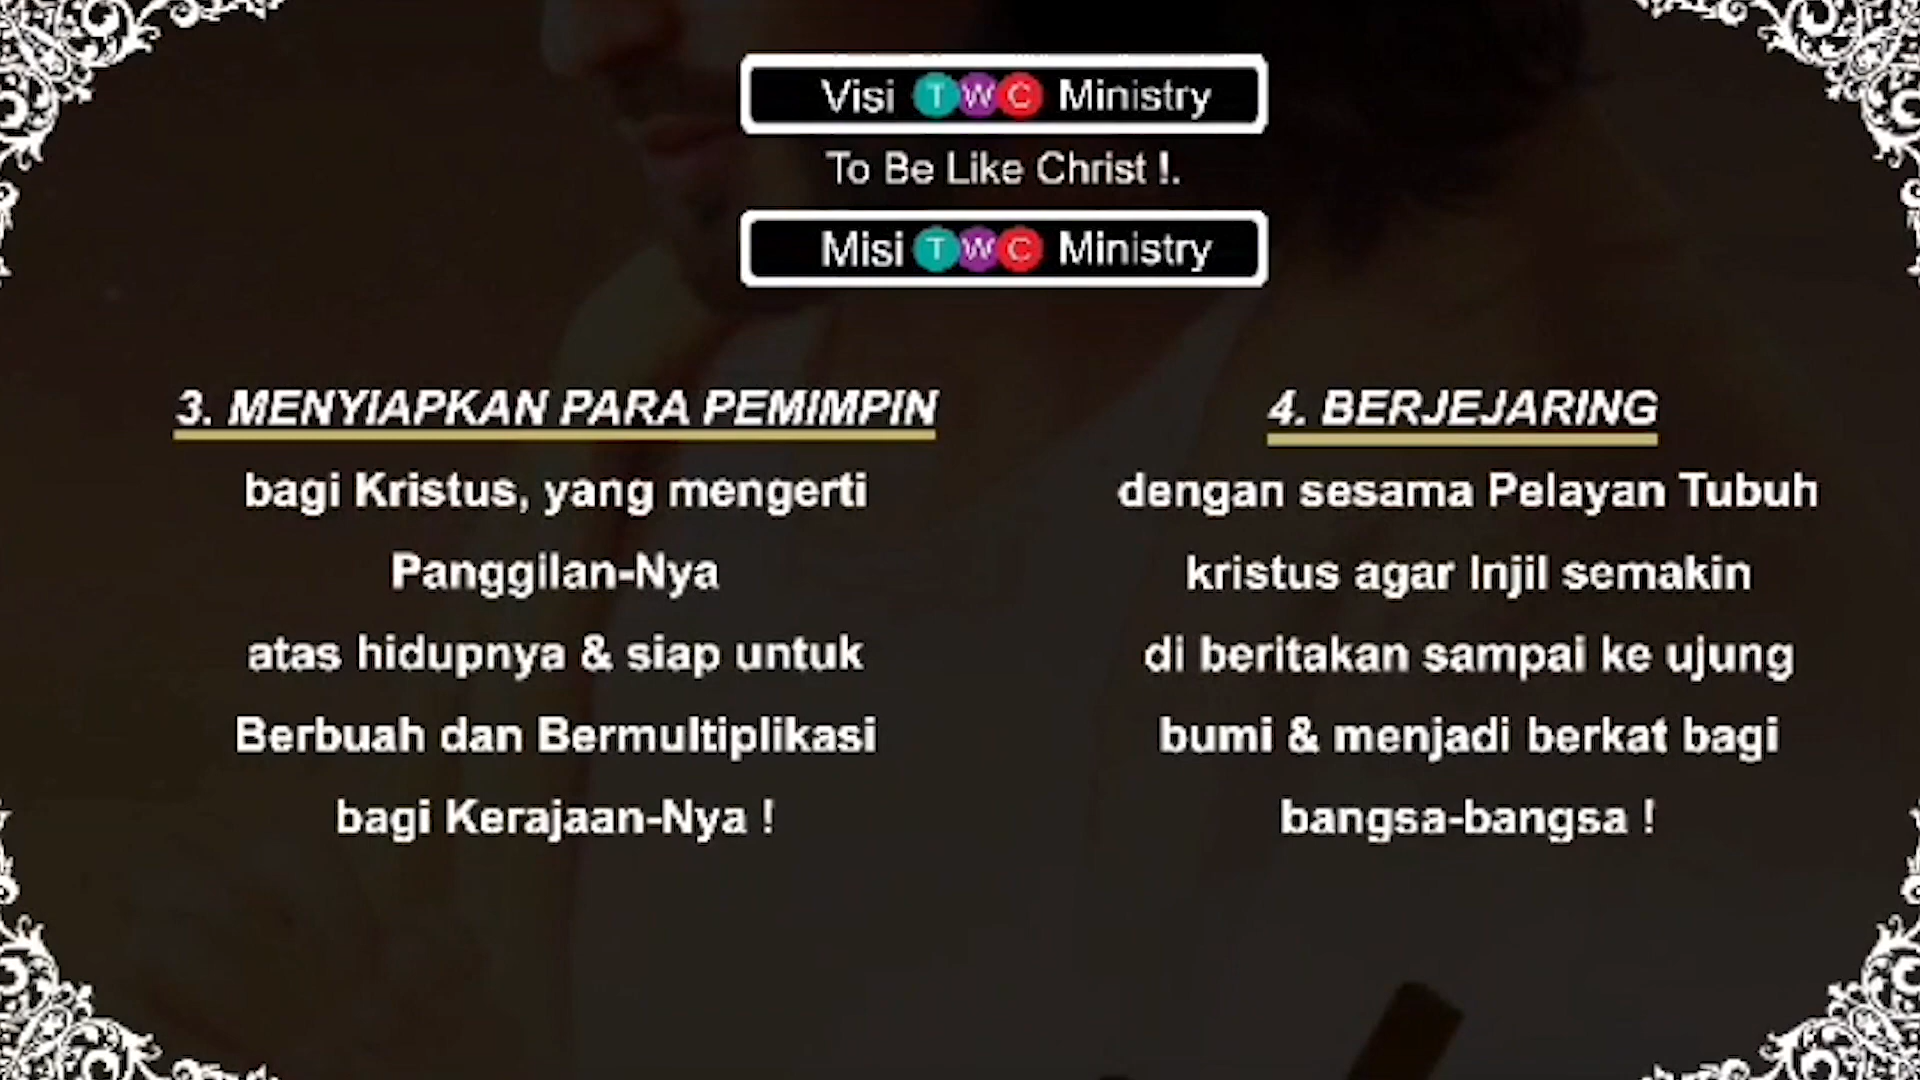 Visi TWC Ministry
To Be Like Christ !.
Misi TWC Ministry
3. MENYIAPKAN PARA PEMIMPIN
bagi Kristus, yang mengerti
Panggilan-Nya
atas hidupnya & siap untuk
Berbuah dan Bermultiplikasi
bagi Kerajaan-Nya !
4. BERJEJARING
dengan sesama Pelayan Tubuh
kristus agar Injil semakin
di beritakan sampai ke ujung
bumi & menjadi berkat bagi
bangsa-bangsa !